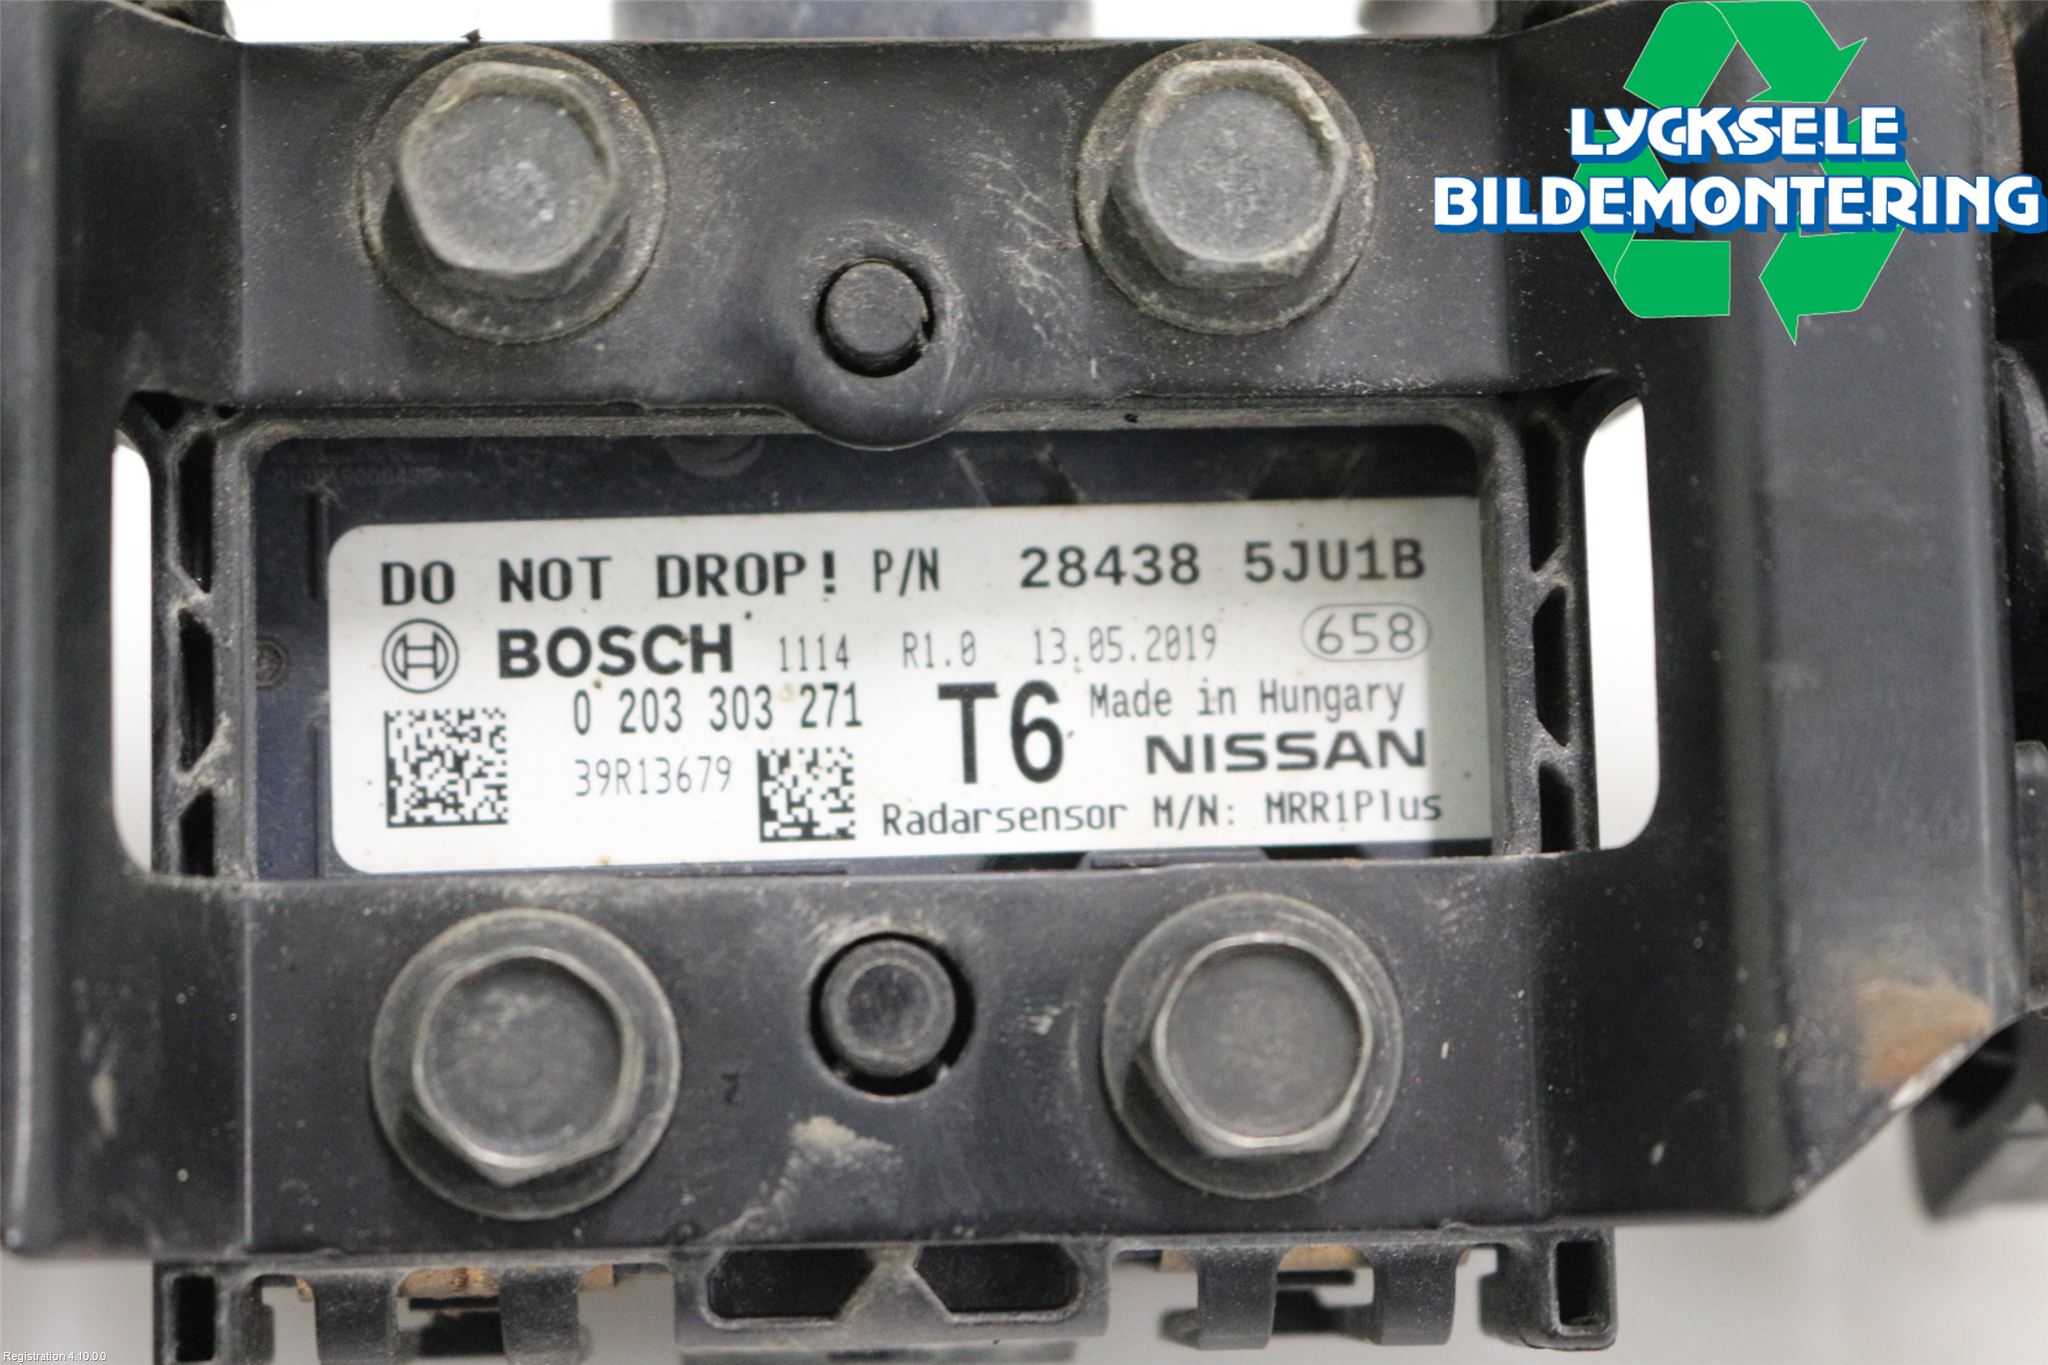 LYCKSELE
BILDEMONTERING
DO NOT DROP! P/N 28438 5JU1B
BOSCH 1114 R1.0 13.05.2019 658
0 203 303 271 T6 Made in Hungary
39R13679 NISSAN
Radarsensor M/N: MRR1Plus
Registration 4.10.0.0